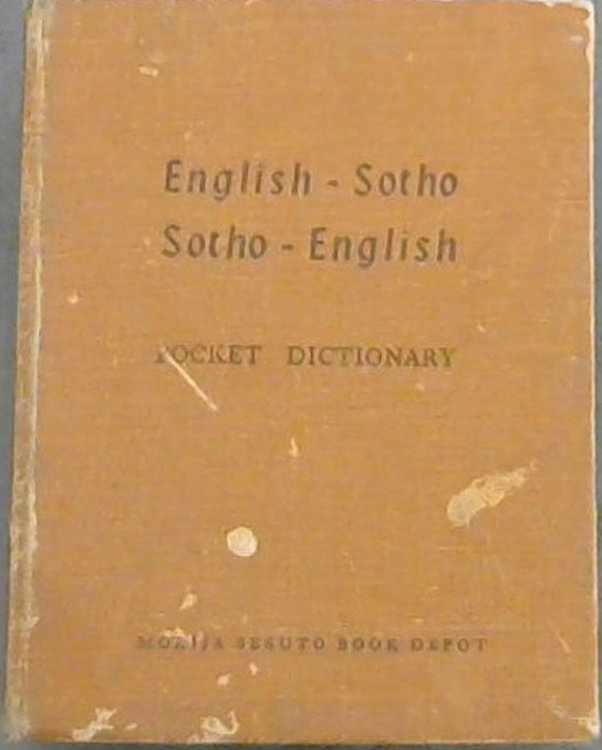 English - Sotho
Sotho - English
POCKET DICTIONARY
MORIJA SESUTO BOOK DEPOT